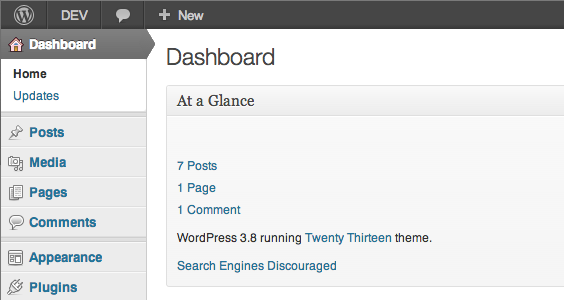 DEV
New
Dashboard
Home
Updates
Posts
Media
Pages
Comments
Appearance
Plugins
Dashboard
At a Glance
7 Posts
1 Page
1 Comment
WordPress 3.8 running Twenty Thirteen theme.
Search Engines Discouraged